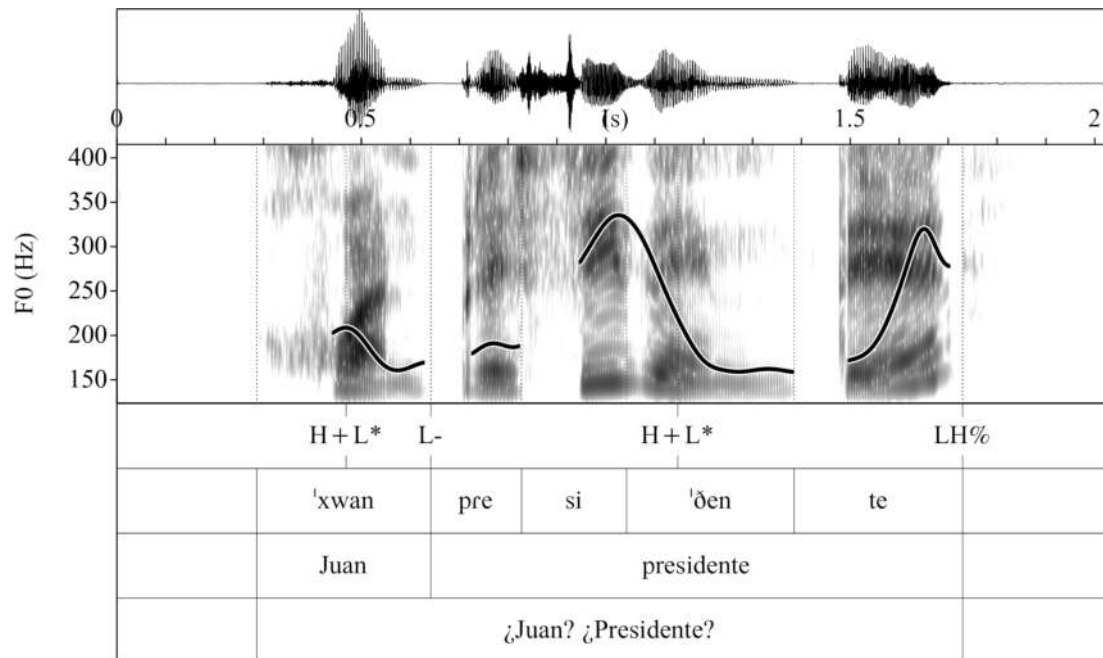 0 0.5 (s) 1.5 2
400
350
300
250
200
150
F0 (Hz)
H+L* L- H+L* LH%
ˈxwan pɾe si ˈðen te
Juan presidente
¿Juan? ¿Presidente?